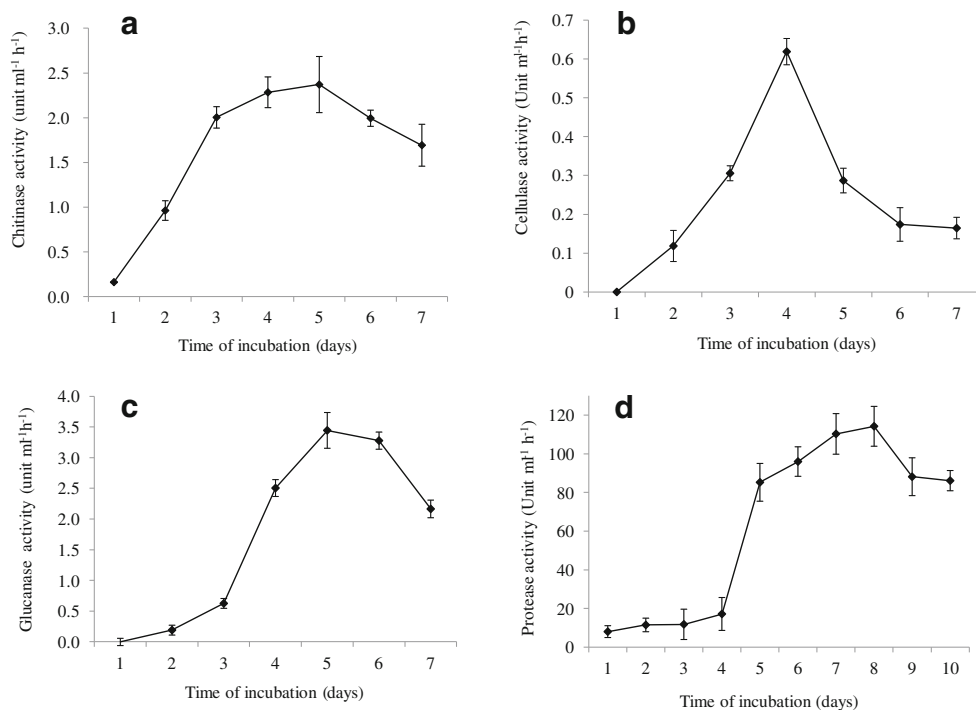 a
Chitinase activity (unit ml⁻¹ h⁻¹)
3.0
2.5
2.0
1.5
1.0
0.5
0.0
1 2 3 4 5 6 7
Time of incubation (days)
b
Cellulase activity (Unit ml⁻¹h⁻¹)
0.7
0.6
0.5
0.4
0.3
0.2
0.1
0
1 2 3 4 5 6 7
Time of incubation (days)
c
Glucanase activity (unit ml⁻¹h⁻¹)
4.0
3.5
3.0
2.5
2.0
1.5
1.0
0.5
0.0
1 2 3 4 5 6 7
Time of incubation (days)
d
Protease activity (Unit ml⁻¹ h⁻¹)
120
100
80
60
40
20
0
1 2 3 4 5 6 7 8 9 10
Time of incubation (days)